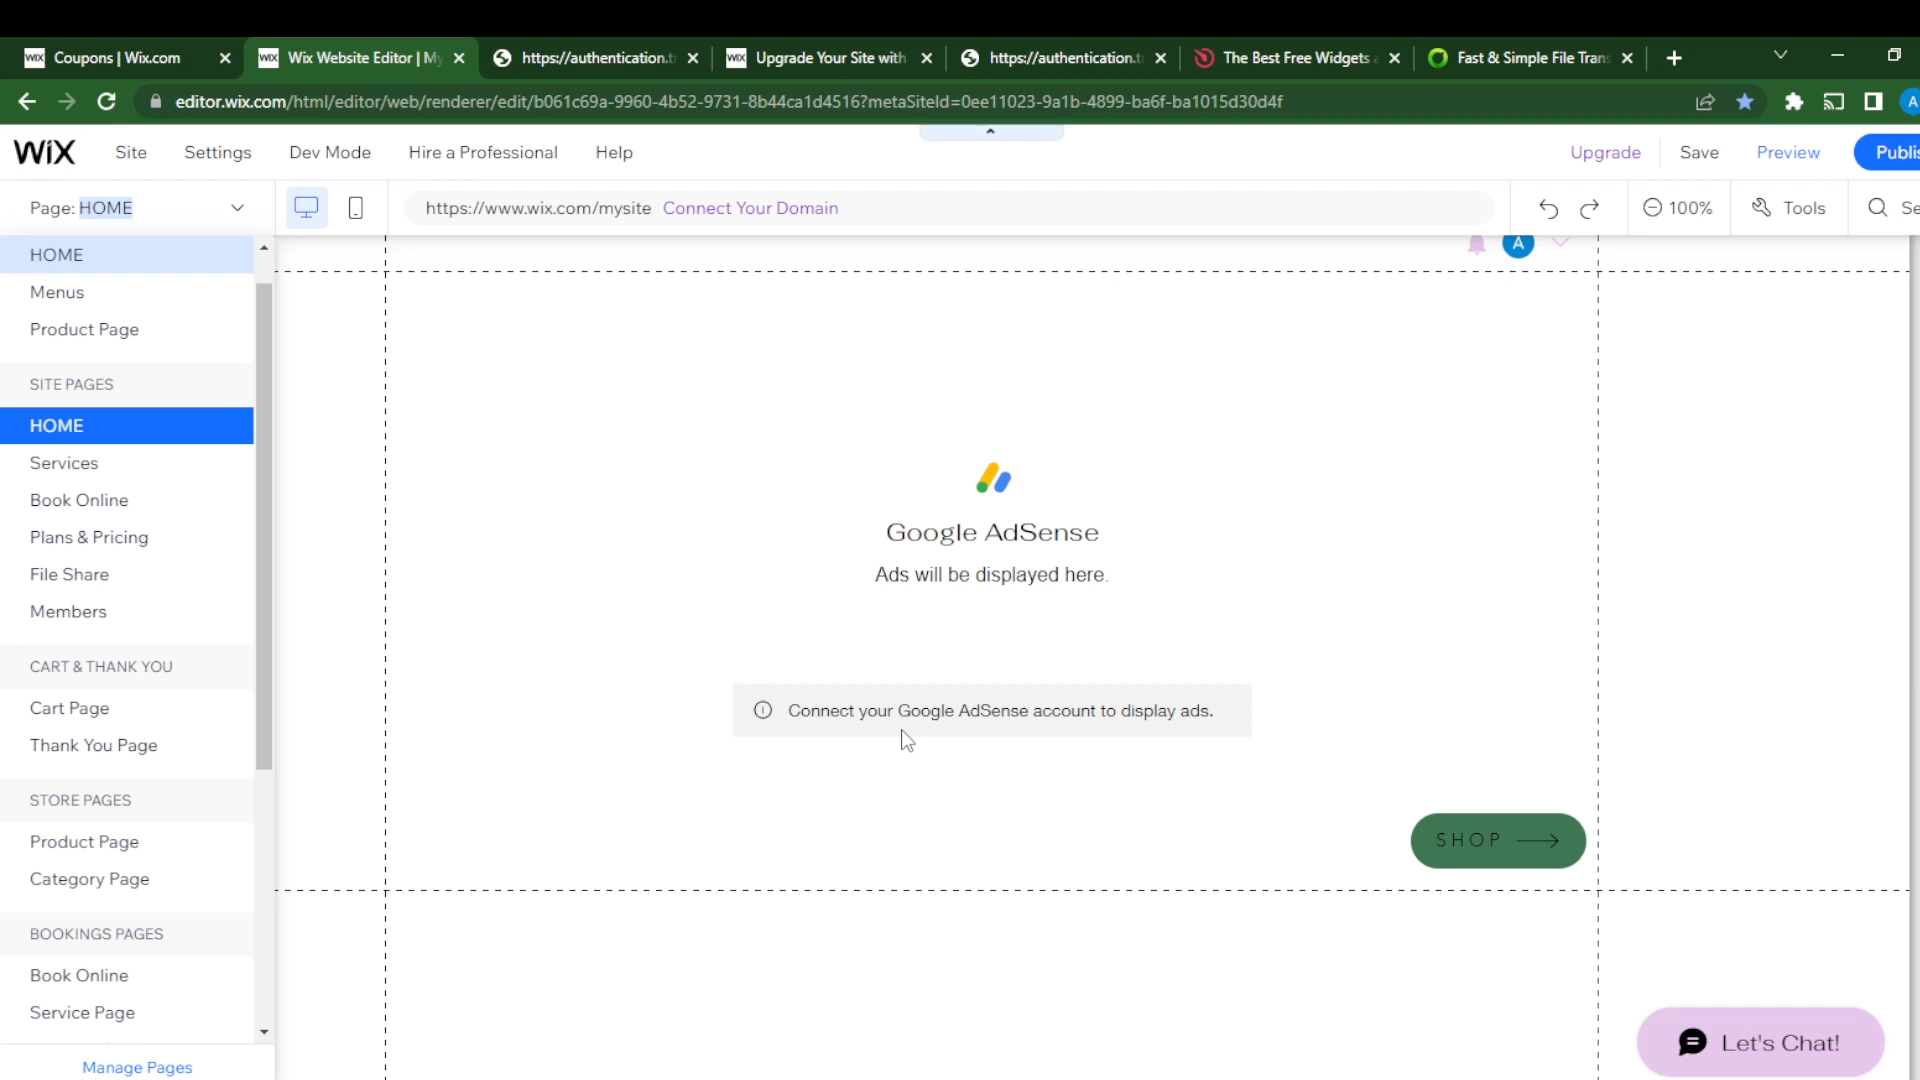 WiX Coupons | Wix.com
WiX Wix Website Editor | My
https://authentication.t
WiX Upgrade Your Site with
https://authentication.t
The Best Free Widgets a
Fast & Simple File Trans
editor.wix.com/html/editor/web/renderer/edit/b061c69a-9960-4b52-9731-8b44ca1d4516?metaSiteId=0ee11023-9a1b-4899-ba6f-ba1015d30d4f
A
WiX
Site
Settings
Dev Mode
Hire a Professional
Help
Upgrade
Save
Preview
Publis
Page: HOME
https://www.wix.com/mysite Connect Your Domain
100%
Tools
Se
HOME
Menus
Product Page
SITE PAGES
HOME
Services
Book Online
Plans & Pricing
File Share
Members
CART & THANK YOU
Cart Page
Thank You Page
STORE PAGES
Product Page
Category Page
BOOKINGS PAGES
Book Online
Service Page
Manage Pages
A
Google AdSense
Ads will be displayed here.
Connect your Google AdSense account to display ads.
SHOP
Let's Chat!